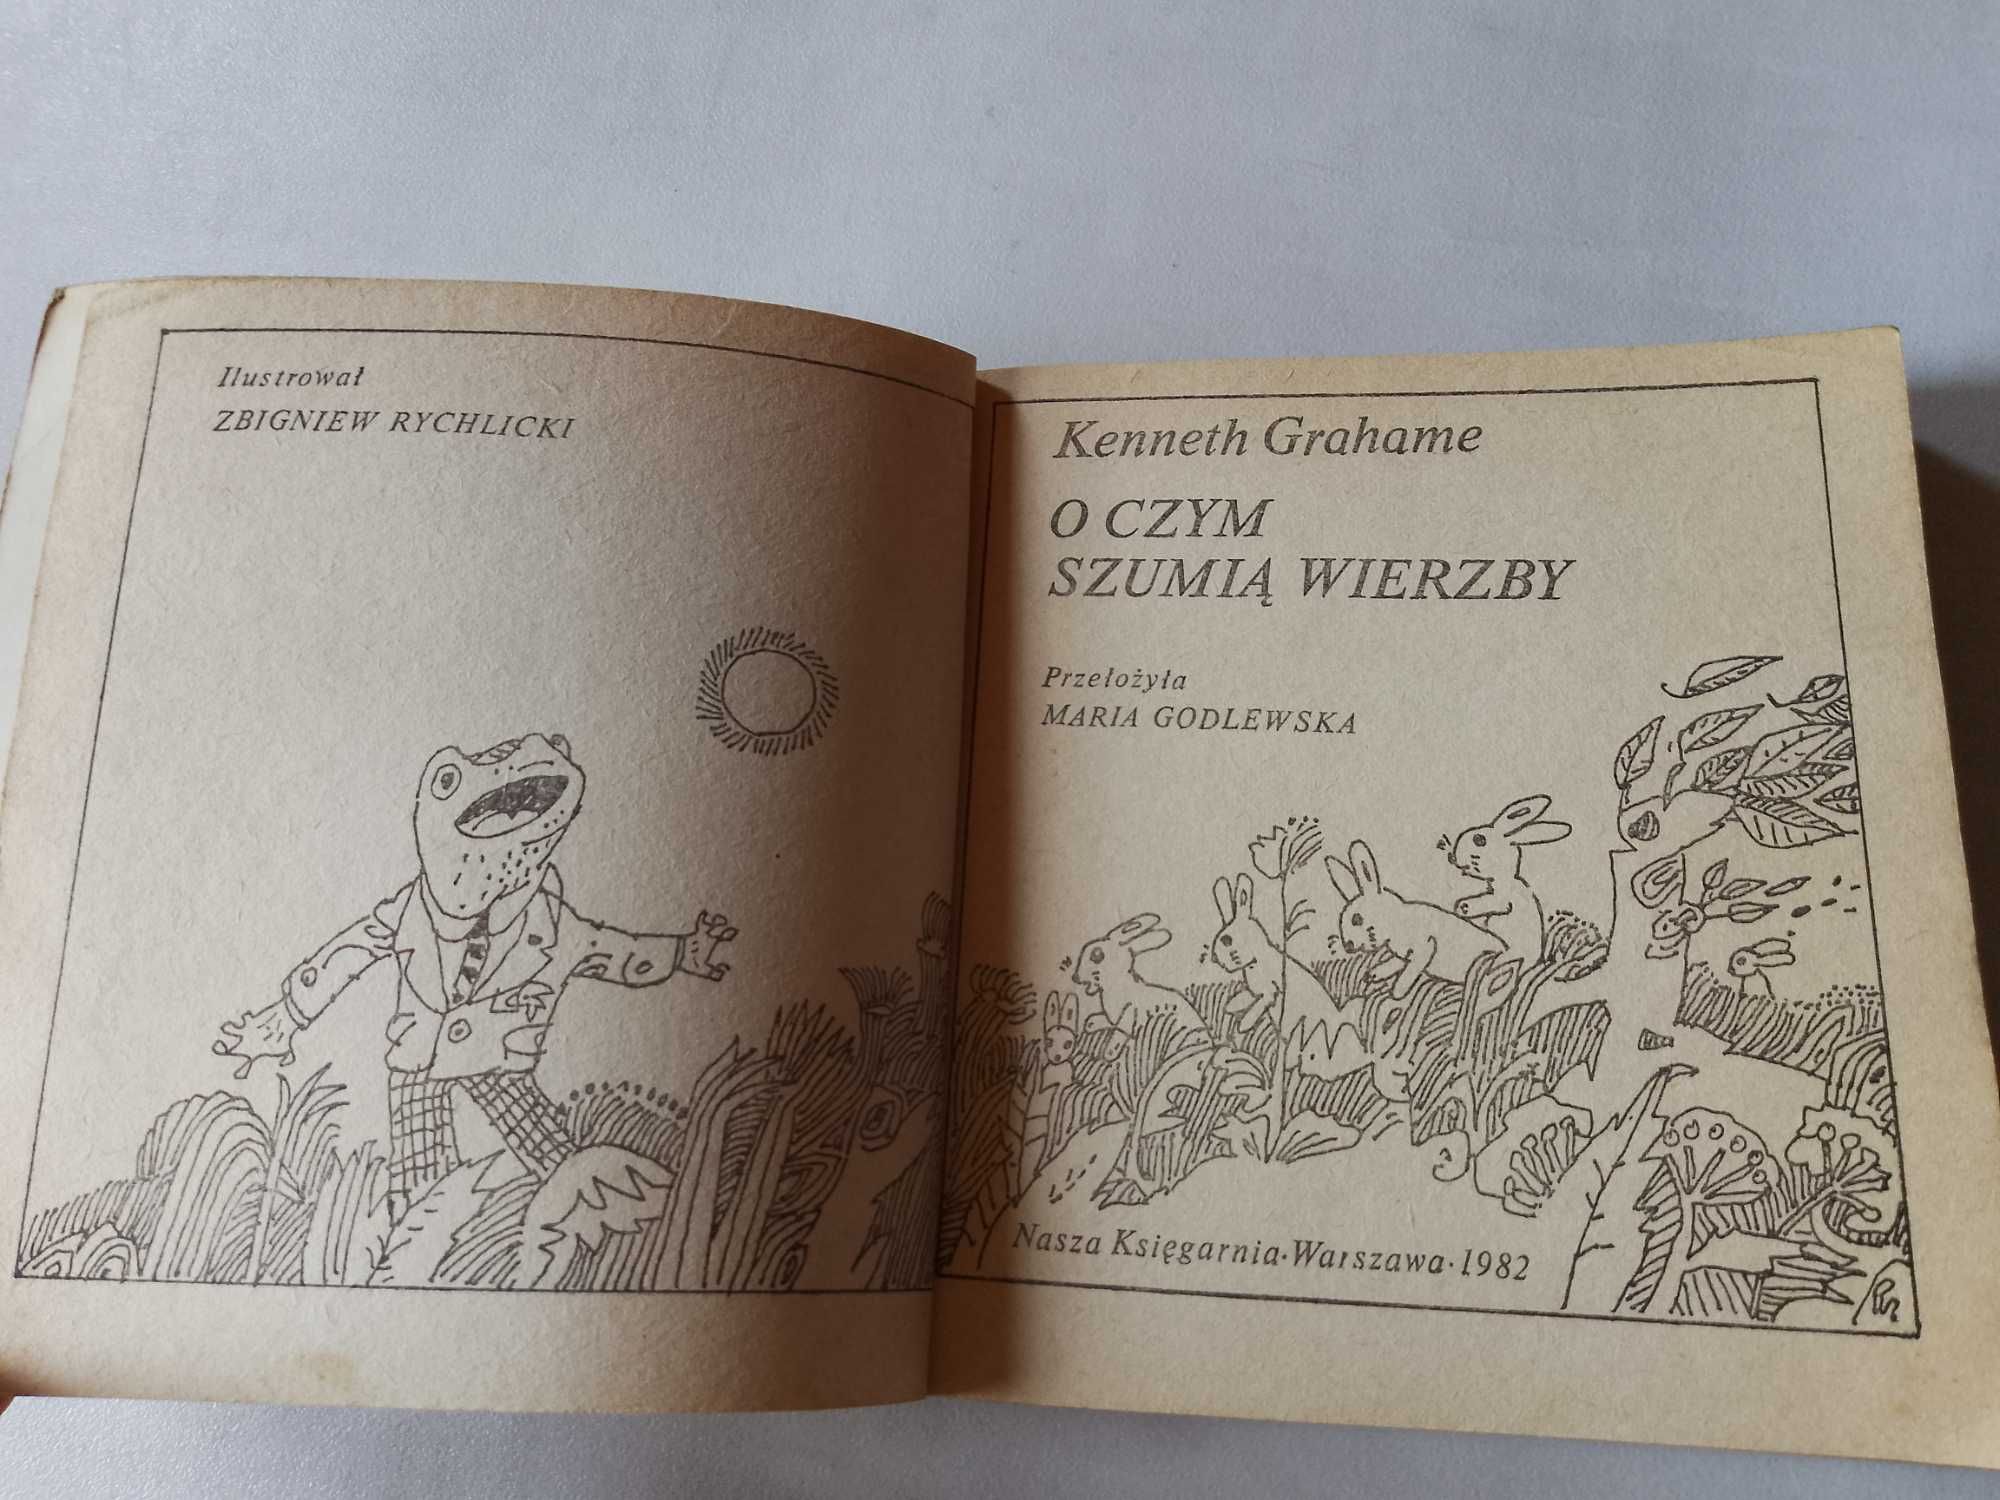 Ilustrował
ZBIGNIEW RYCHLICKI
Kenneth Grahame
O CZYM
SZUMIĄ WIERZBY
Przełożyła
MARIA GODLEWSKA
Nasza Księgarnia·Warszawa·1982